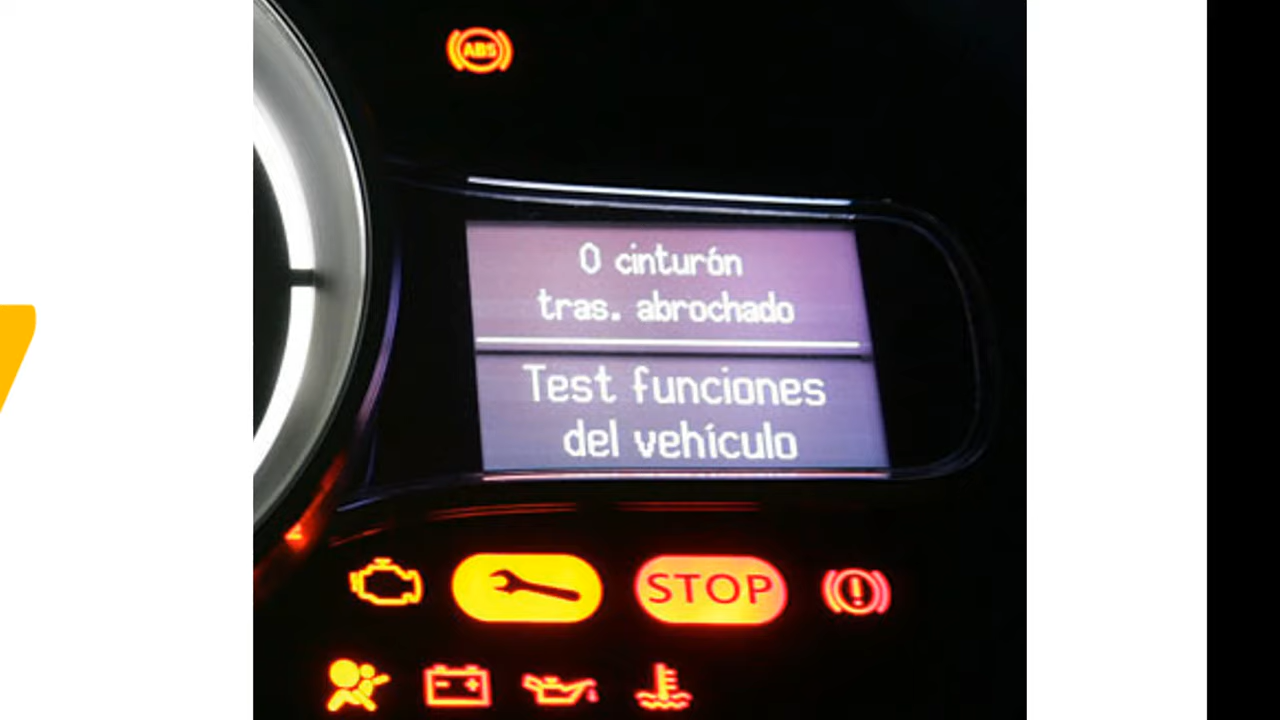 ABS
0 cinturón
tras. abrochado
Test funciones
del vehículo
STOP